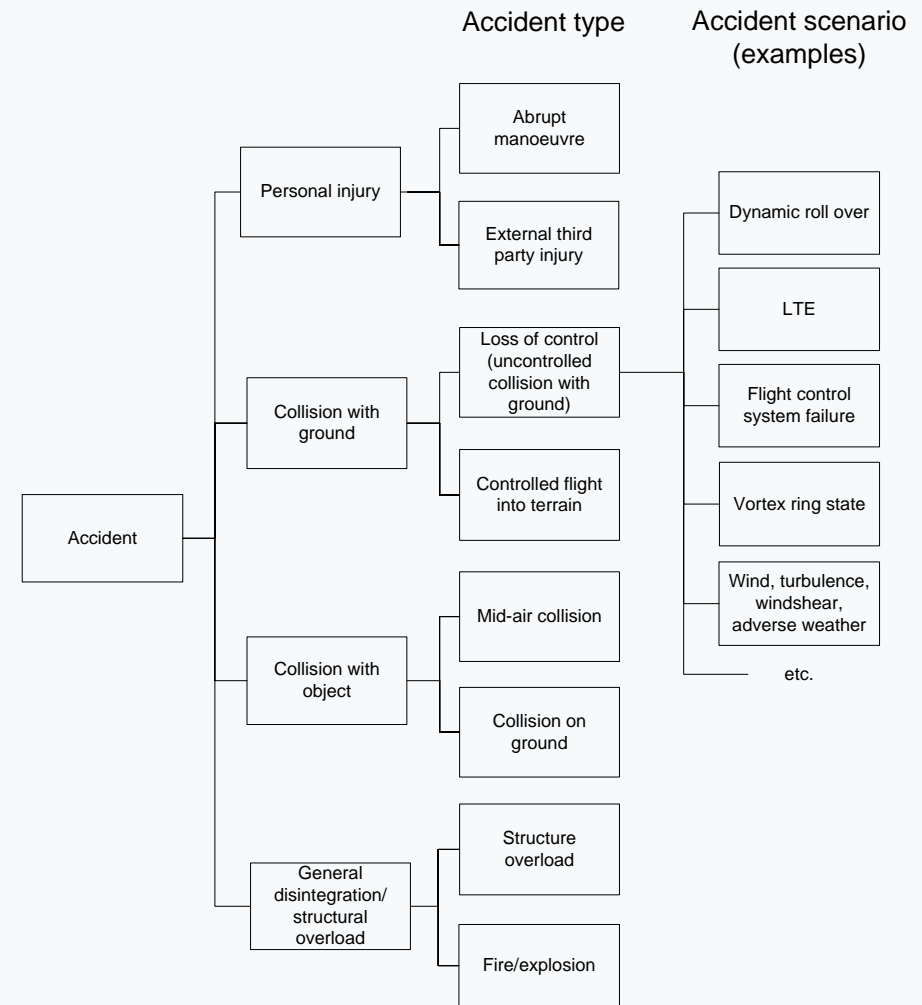 Accident type
Accident scenario
(examples)
Abrupt
manoeuvre
Personal injury
External third
party injury
Dynamic roll over
LTE
Loss of control
(uncontrolled
collision with
ground)
Flight control
system failure
Collision with
ground
Controlled flight
into terrain
Vortex ring state
Accident
Wind, turbulence,
windshear,
adverse weather
Mid-air collision
etc.
Collision with
object
Collision on
ground
Structure
overload
General
disintegration/
structural
overload
Fire/explosion